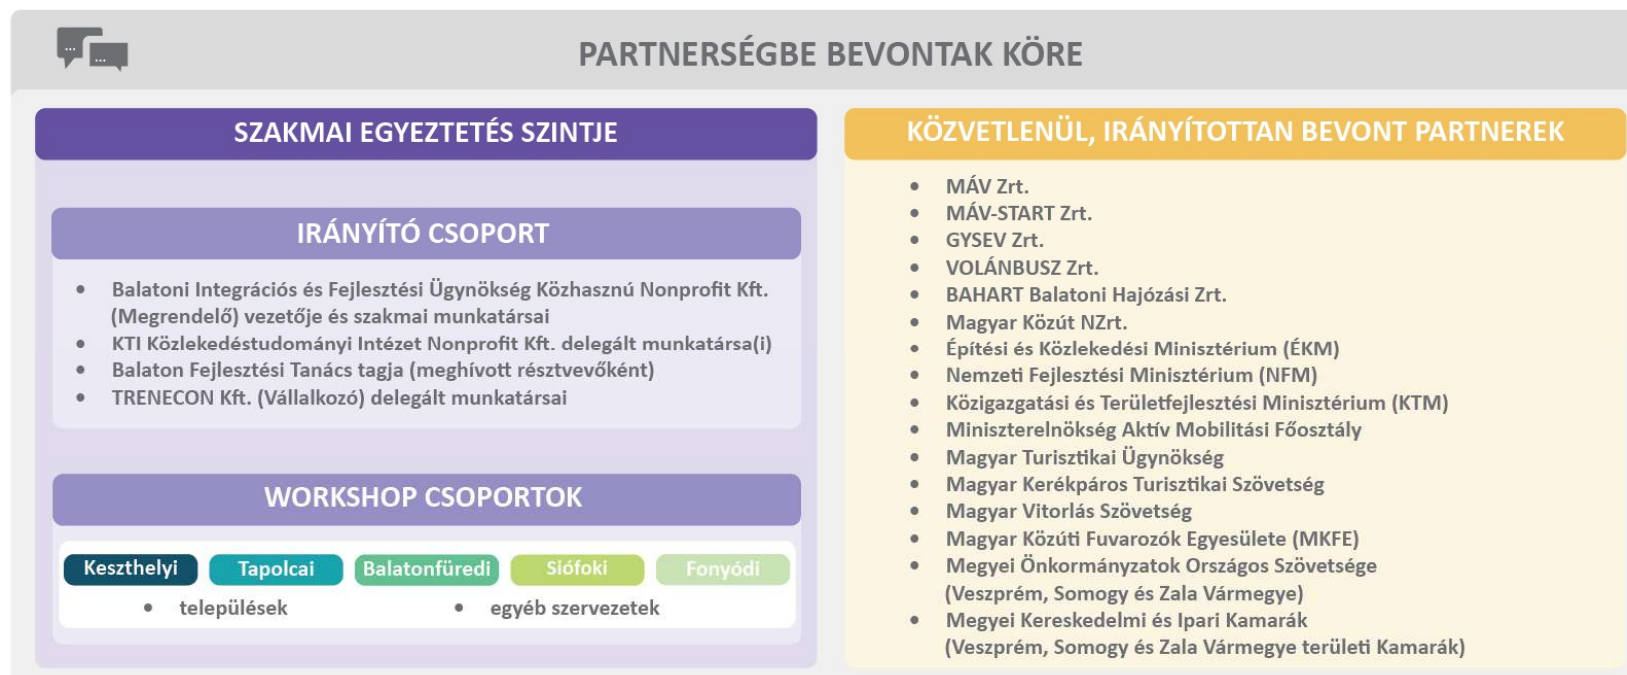 PARTNERSÉGBE BEVONTAK KÖRE
SZAKMAI EGYEZTETÉS SZINTJE
IRÁNYÍTÓ CSOPORT
• Balatoni Integrációs és Fejlesztési Ügynökség Közhasznú Nonprofit Kft.
(Megrendelő) vezetője és szakmai munkatársai
• KTI Közlekedéstudományi Intézet Nonprofit Kft. delegált munkatársa(i)
• Balaton Fejlesztési Tanács tagja (meghívott résztvevőként)
• TRENECON Kft. (Vállalkozó) delegált munkatársai
WORKSHOP CSOPORTOK
Keszthelyi Tapolcai Balatonfüredi Siófoki Fonyódi
• települések • egyéb szervezetek
KÖZVETLENÜL, IRÁNYÍTOTTAN BEVONT PARTNEREK
• MÁV Zrt.
• MÁV-START Zrt.
• GYSEV Zrt.
• VOLÁNBUSZ Zrt.
• BAHART Balatoni Hajózási Zrt.
• Magyar Közút NZrt.
• Építési és Közlekedési Minisztérium (ÉKM)
• Nemzeti Fejlesztési Minisztérium (NFM)
• Közigazgatási és Területfejlesztési Minisztérium (KTM)
• Miniszterelnökség Aktív Mobilitási Főosztály
• Magyar Turisztikai Ügynökség
• Magyar Kerékpáros Turisztikai Szövetség
• Magyar Vitorlás Szövetség
• Magyar Közúti Fuvarozók Egyesülete (MKFE)
• Megyei Önkormányzatok Országos Szövetsége
(Veszprém, Somogy és Zala Vármegye)
• Megyei Kereskedelmi és Ipari Kamarák
(Veszprém, Somogy és Zala Vármegye területi Kamarák)